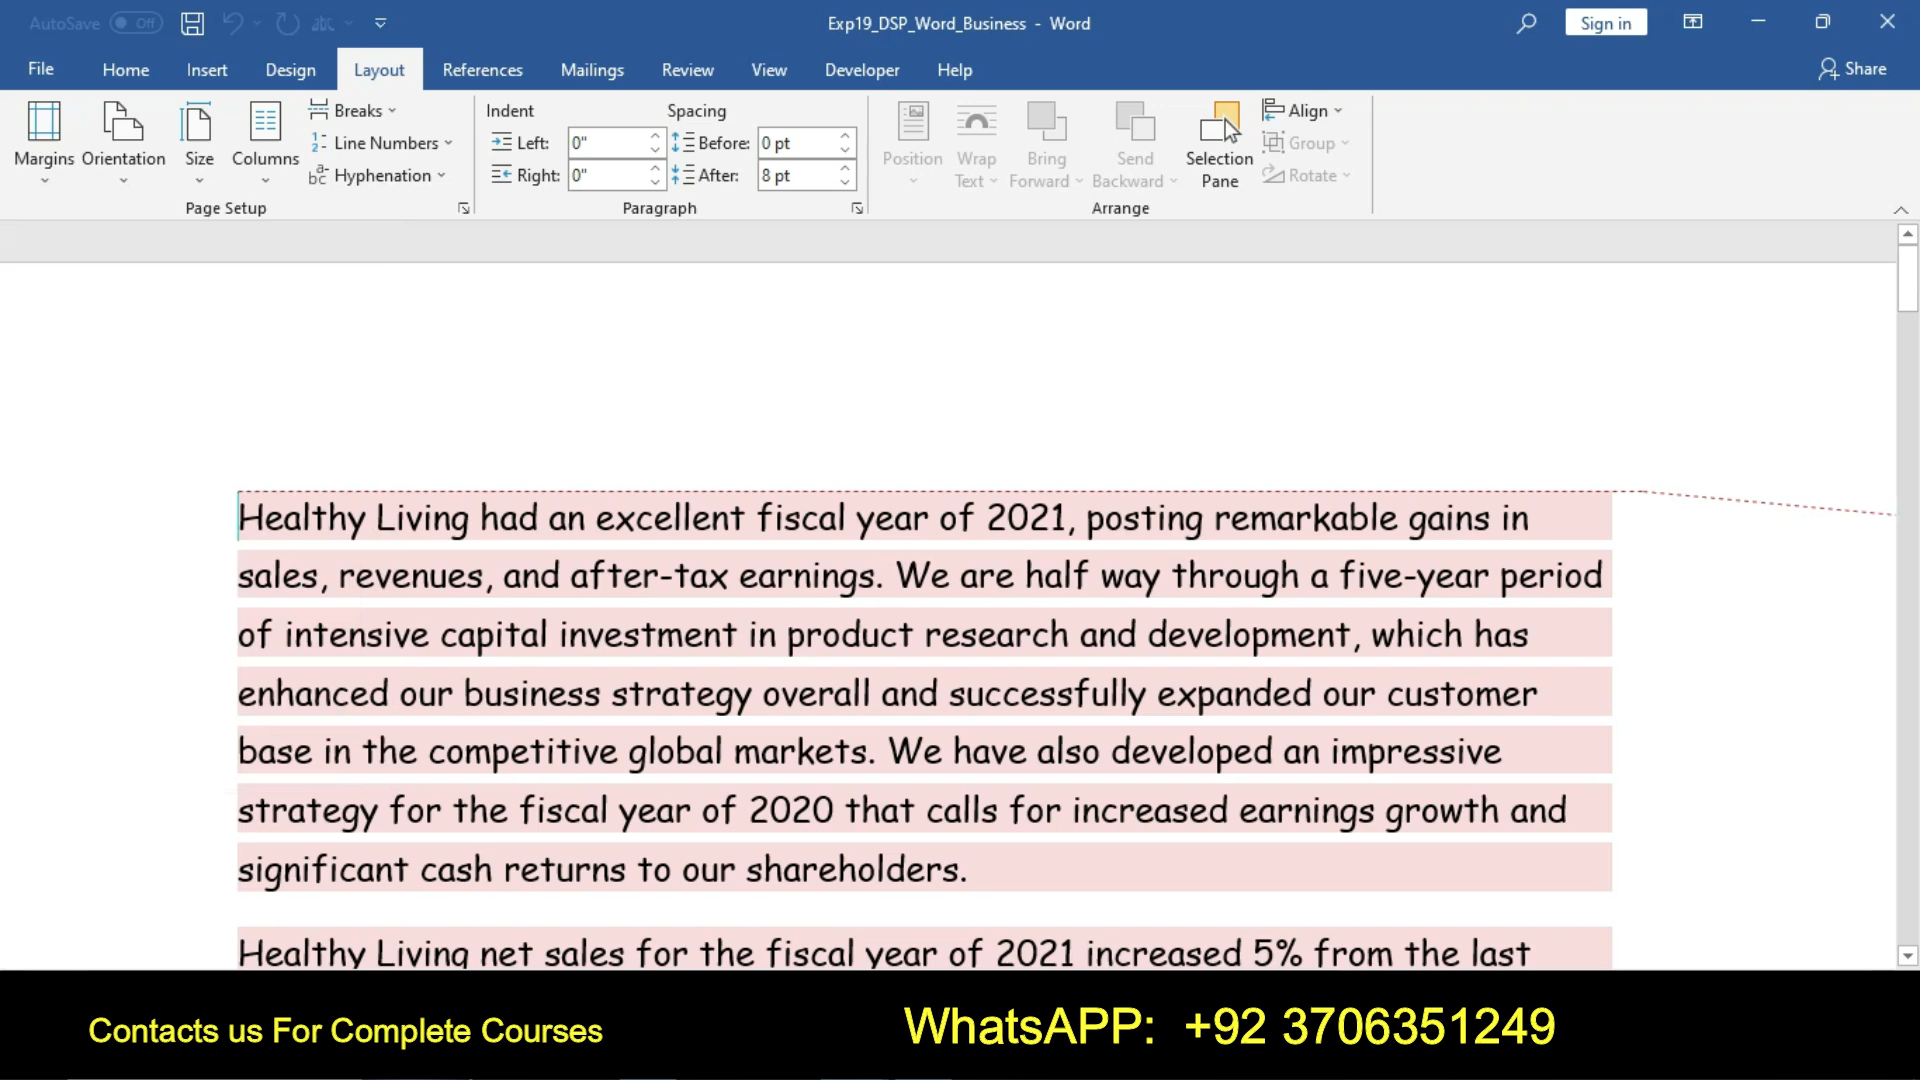 AutoSave Off abc Exp19_DSP_Word_Business - Word Sign in
File Home Insert Design Layout References Mailings Review View Developer Help Share
Margins Orientation Size Columns
Breaks
1 Line Numbers
2
bc a- Hyphenation
Page Setup
Indent Spacing
Left: 0" Before: 0 pt
Right: 0" After: 8 pt
Paragraph
Position Wrap Text Bring Forward Send Backward Selection Pane
Align
Group
Rotate
Arrange
Healthy Living had an excellent fiscal year of 2021, posting remarkable gains in
sales, revenues, and after-tax earnings. We are half way through a five-year period
of intensive capital investment in product research and development, which has
enhanced our business strategy overall and successfully expanded our customer
base in the competitive global markets. We have also developed an impressive
strategy for the fiscal year of 2020 that calls for increased earnings growth and
significant cash returns to our shareholders.
Healthy Living net sales for the fiscal year of 2021 increased 5% from the last
Contacts us For Complete Courses WhatsAPP: +92 3706351249